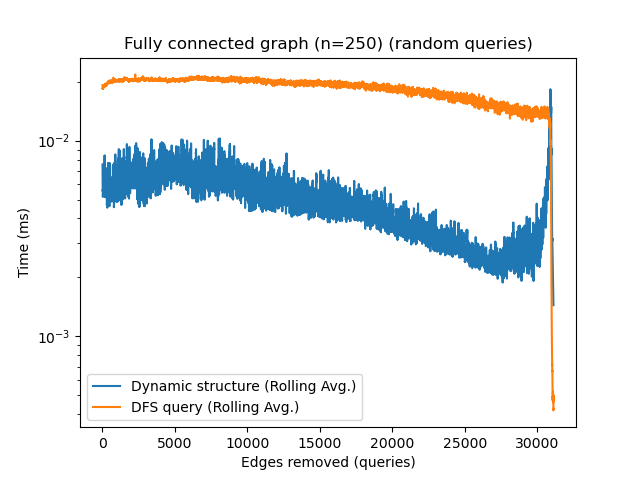 Fully connected graph (n=250) (random queries)
Time (ms)
10⁻²
10⁻³
Dynamic structure (Rolling Avg.)
DFS query (Rolling Avg.)
0 5000 10000 15000 20000 25000 30000
Edges removed (queries)